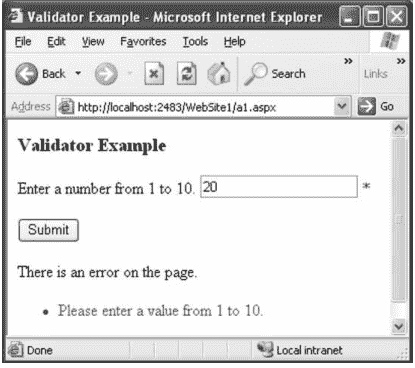 Validator Example - Microsoft Internet Explorer
File Edit View Favorites Tools Help
Back Search » Links »
Address http://localhost:2483/WebSite1/a1.aspx Go
Validator Example
Enter a number from 1 to 10. 20 *
Submit
There is an error on the page.
• Please enter a value from 1 to 10.
Done Local intranet